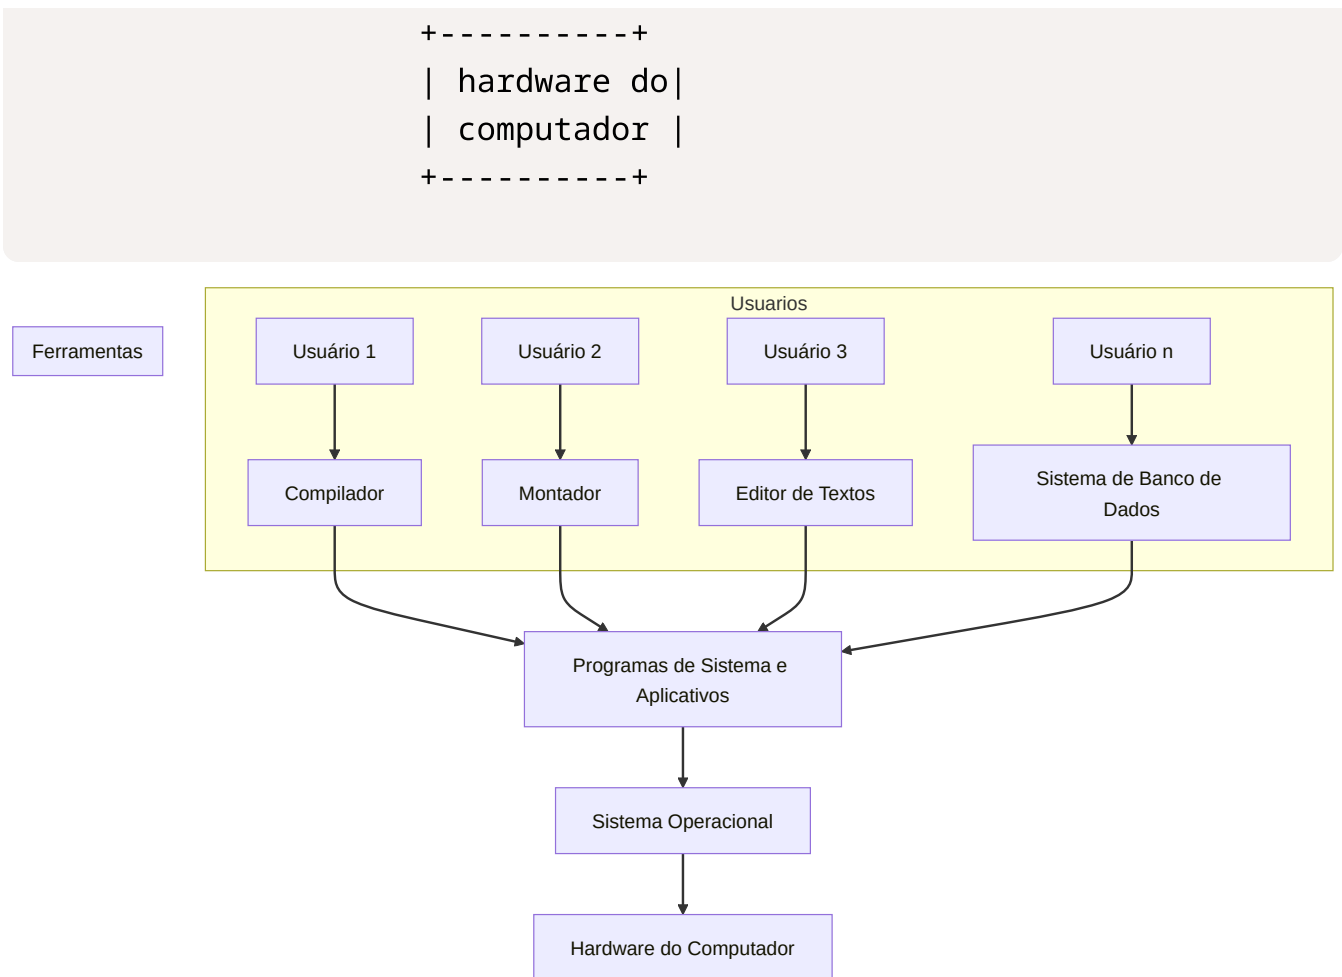 +----------+
| hardware do|
| computador |
+----------+
Usuarios
Ferramentas
Usuário 1
Usuário 2
Usuário 3
Usuário n
Compilador
Montador
Editor de Textos
Sistema de Banco de
Dados
Programas de Sistema e
Aplicativos
Sistema Operacional
Hardware do Computador